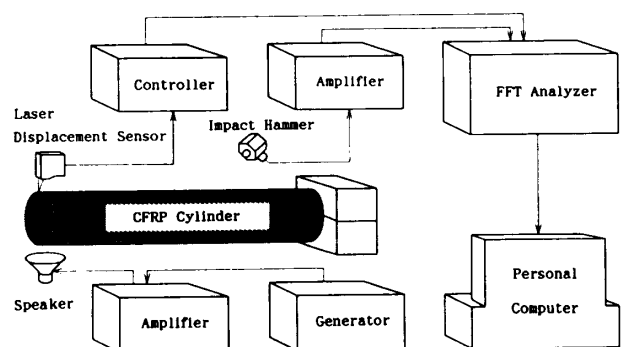 Controller
Amplifier
FFT Analyzer
Laser
Displacement Sensor
Impact Hammer
CFRP Cylinder
Speaker
Amplifier
Generator
Personal
Computer